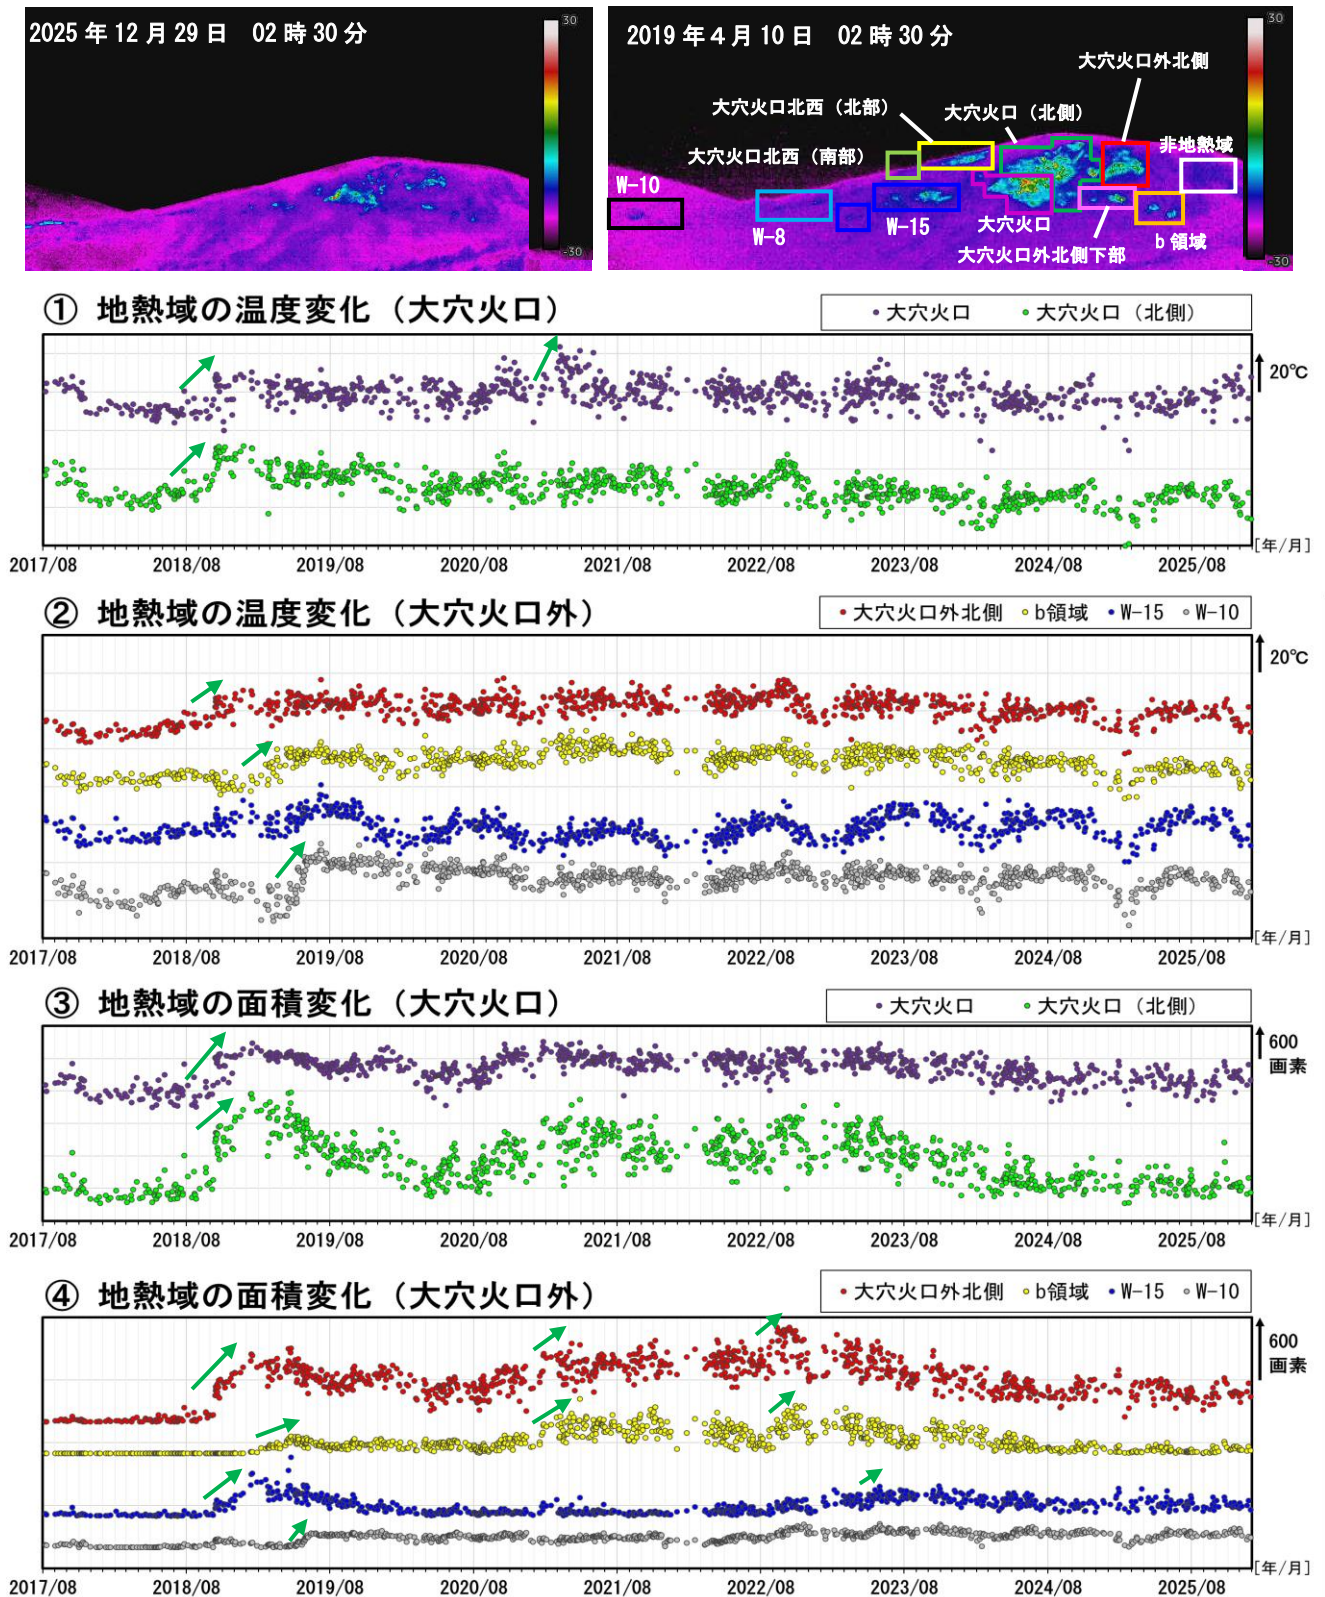 2025年12月29日　02時30分
30
-30
2019年4月10日　02時30分
30
-30
大穴火口外北側
大穴火口北西（北部）
大穴火口（北側）
大穴火口北西（南部）
非地熱域
W-10
W-8
W-15
大穴火口
大穴火口外北側下部
b領域
① 地熱域の温度変化（大穴火口）
大穴火口
大穴火口（北側）
20℃
[年/月]
2017/08 2018/08 2019/08 2020/08 2021/08 2022/08 2023/08 2024/08 2025/08
② 地熱域の温度変化（大穴火口外）
大穴火口外北側 b領域 W-15 W-10
20℃
[年/月]
2017/08 2018/08 2019/08 2020/08 2021/08 2022/08 2023/08 2024/08 2025/08
③ 地熱域の面積変化（大穴火口）
大穴火口
大穴火口（北側）
600
画素
[年/月]
2017/08 2018/08 2019/08 2020/08 2021/08 2022/08 2023/08 2024/08 2025/08
④ 地熱域の面積変化（大穴火口外）
大穴火口外北側 b領域 W-15 W-10
600
画素
[年/月]
2017/08 2018/08 2019/08 2020/08 2021/08 2022/08 2023/08 2024/08 2025/08